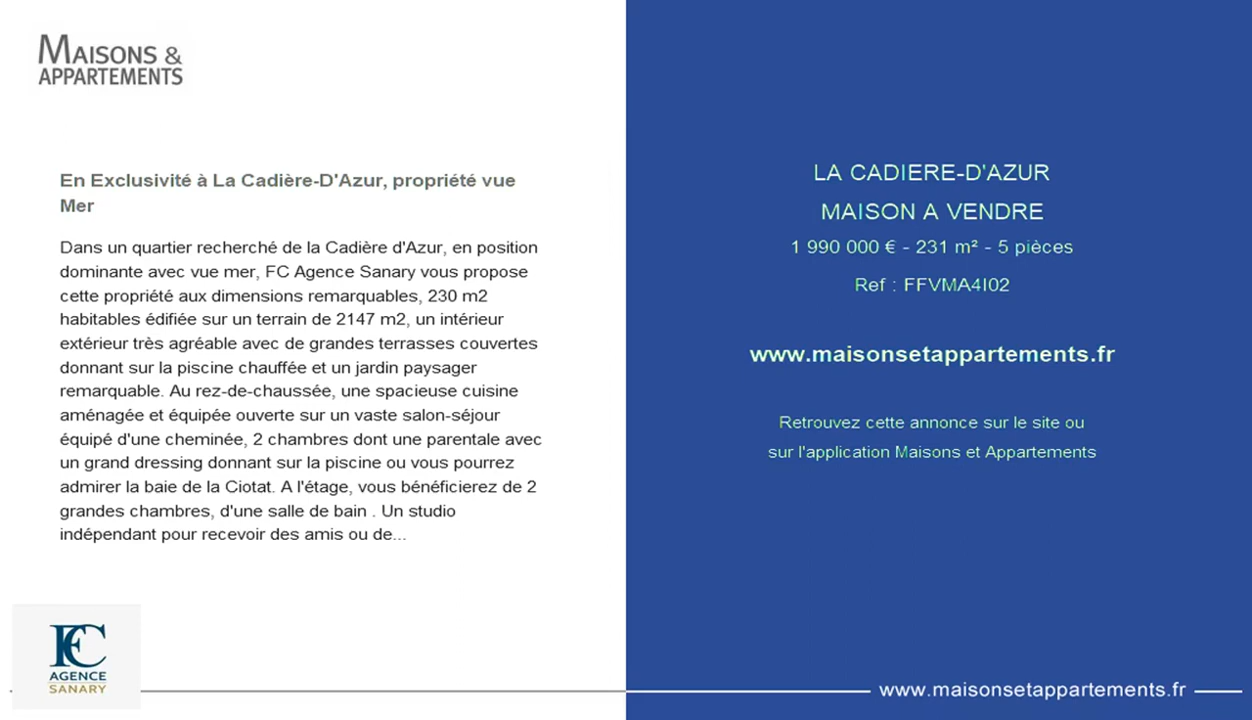 MAISONS &
APPARTEMENTS
En Exclusivité à La Cadière-D'Azur, propriété vue
Mer
Dans un quartier recherché de la Cadière d'Azur, en position
dominante avec vue mer, FC Agence Sanary vous propose
cette propriété aux dimensions remarquables, 230 m2
habitables édifiée sur un terrain de 2147 m2, un intérieur
extérieur très agréable avec de grandes terrasses couvertes
donnant sur la piscine chauffée et un jardin paysager
remarquable. Au rez-de-chaussée, une spacieuse cuisine
aménagée et équipée ouverte sur un vaste salon-séjour
équipé d'une cheminée, 2 chambres dont une parentale avec
un grand dressing donnant sur la piscine ou vous pourrez
admirer la baie de la Ciotat. A l'étage, vous bénéficierez de 2
grandes chambres, d'une salle de bain . Un studio
indépendant pour recevoir des amis ou de...
FC
AGENCE
SANARY
LA CADIERE-D'AZUR
MAISON A VENDRE
1 990 000 € - 231 m² - 5 pièces
Ref : FFVMA4I02
www.maisonsetappartements.fr
Retrouvez cette annonce sur le site ou
sur l'application Maisons et Appartements
www.maisonsetappartements.fr